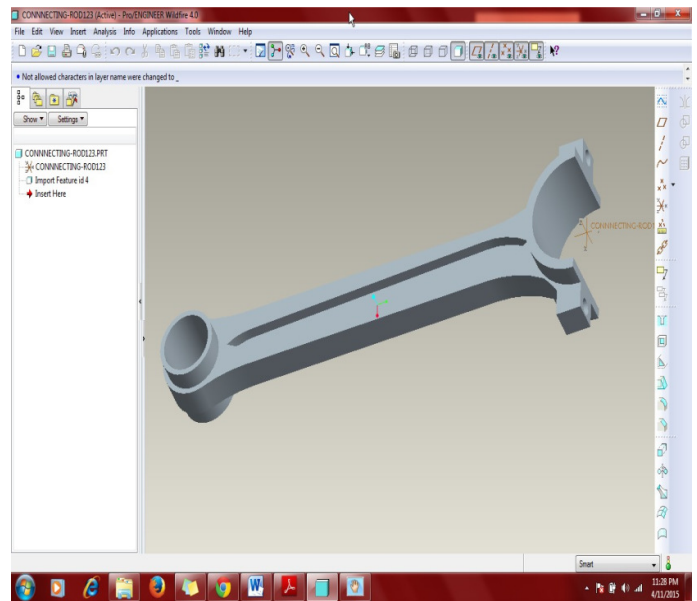 CONNNECTING-ROD123 (Active) - Pro/ENGINEER Wildfire 4.0
File Edit View Insert Analysis Info Applications Tools Window Help
• Not allowed characters in layer name were changed to _
Show Settings
CONNNECTING-ROD123.PRT
CONNNECTING-ROD123
Import Feature id 4
Insert Here
CONNNECTING-ROD1
Smart
11:28 PM
4/11/2015